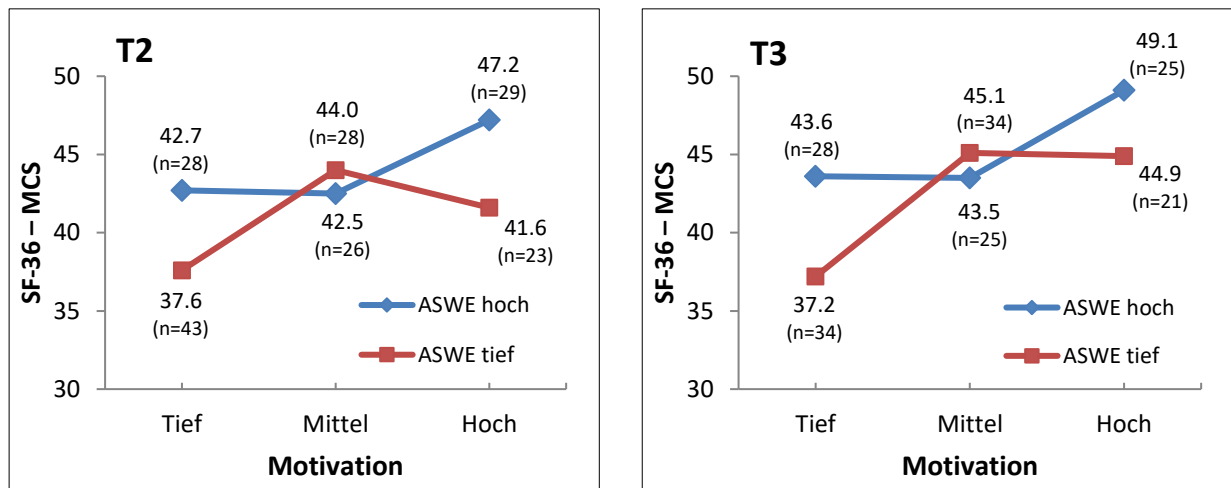 T2
50
45
40
35
30
SF-36 – MCS
42.7
(n=28)
44.0
(n=28)
47.2
(n=29)
37.6
(n=43)
42.5
(n=26)
41.6
(n=23)
ASWE hoch
ASWE tief
Tief Mittel Hoch
Motivation
T3
50
45
40
35
30
SF-36 – MCS
43.6
(n=28)
45.1
(n=34)
49.1
(n=25)
37.2
(n=34)
43.5
(n=25)
44.9
(n=21)
ASWE hoch
ASWE tief
Tief Mittel Hoch
Motivation